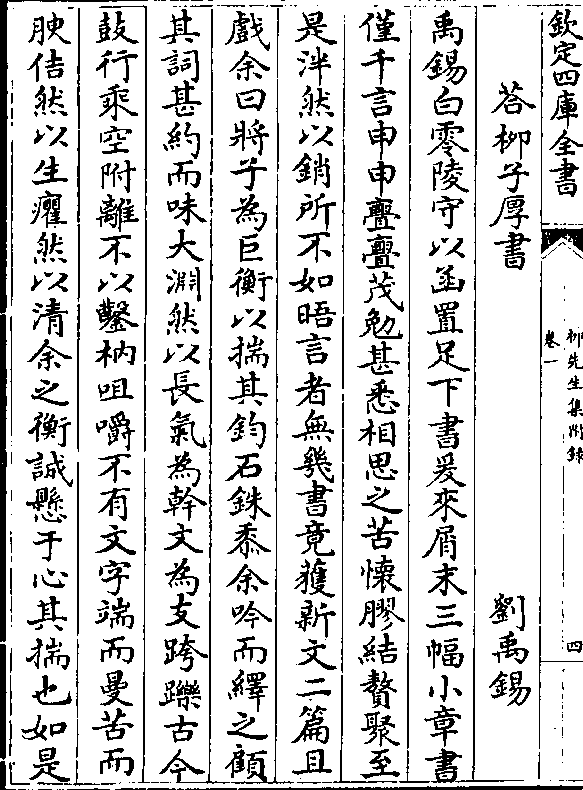 欽定四庫全書
柳先生集附錄
卷一
四
荅柳子厚書
劉禹錫
禹錫白零陵守以函置足下書爰來屑末三幅小章書
僅千言申申亹亹茂勉甚悉相思之苦懷膠結贅聚至
是泮然以銷所不如晤言者無幾書竟獲新文二篇且
戲余曰將子為巨衡以揣其鈞石銖黍余吟而繹之顧
其詞甚約而味大淵然以長氣為幹文為支跨躒古今
鼓行乘空附離不以鑿枘咀嚼不有文字端而曼苦而
腴佶然以生癯然以清余之衡誠懸于心其揣也如是